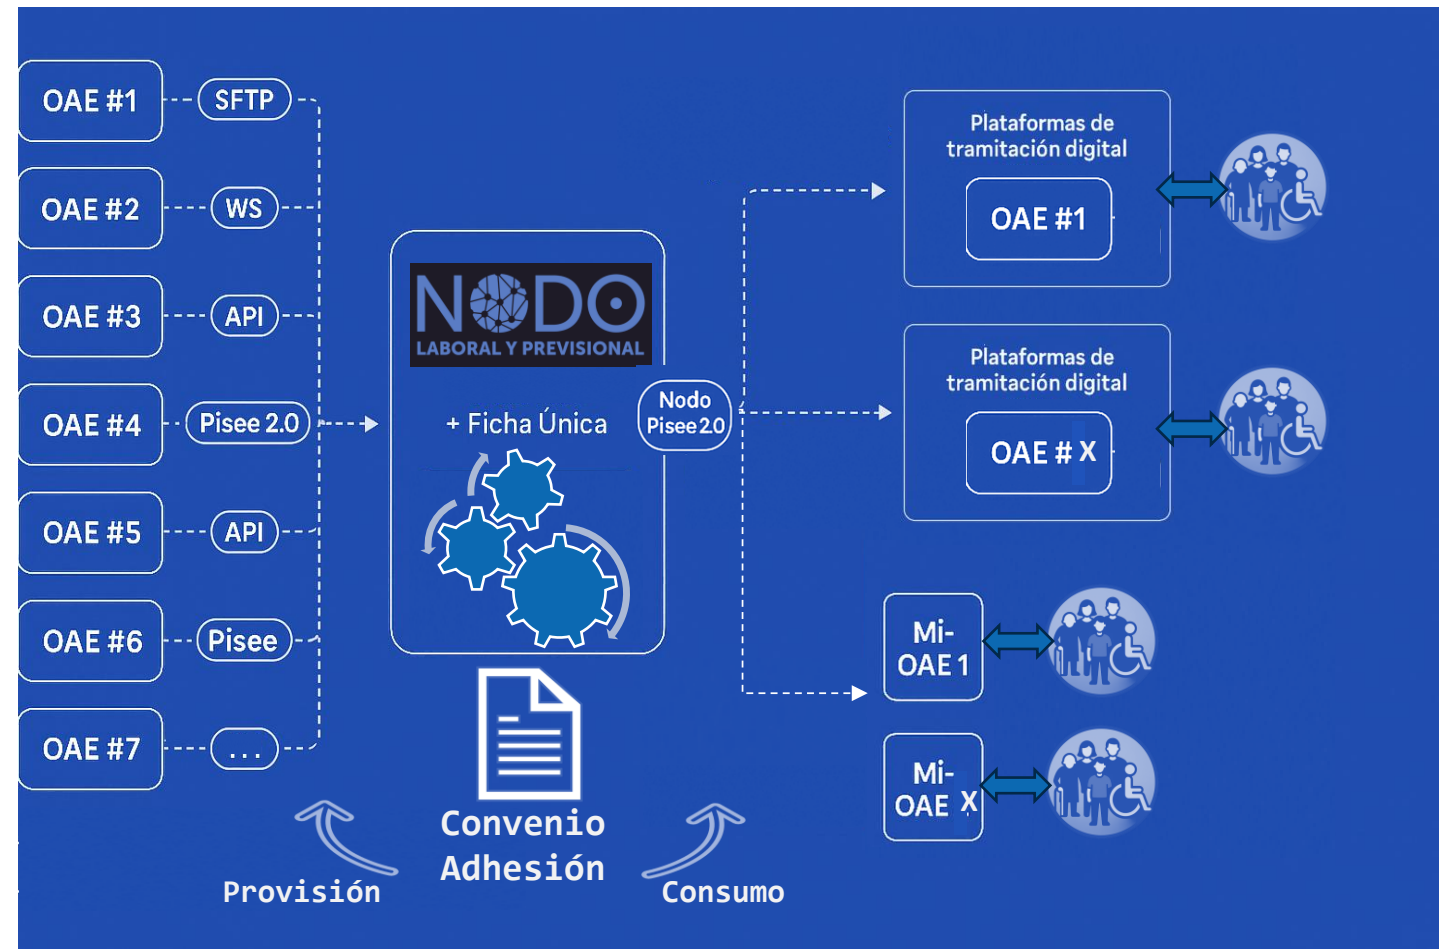 OAE #1
SFTP
OAE #2
WS
OAE #3
API
OAE #4
Pisee 2.0
OAE #5
API
OAE #6
Pisee
OAE #7
...
NODO
LABORAL Y PREVISIONAL
+ Ficha Única
Nodo
Pisee 2.0
Convenio
Adhesión
Provisión
Consumo
Plataformas de
tramitación digital
OAE #1
Plataformas de
tramitación digital
OAE # X
Mi-
OAE 1
Mi-
OAE X